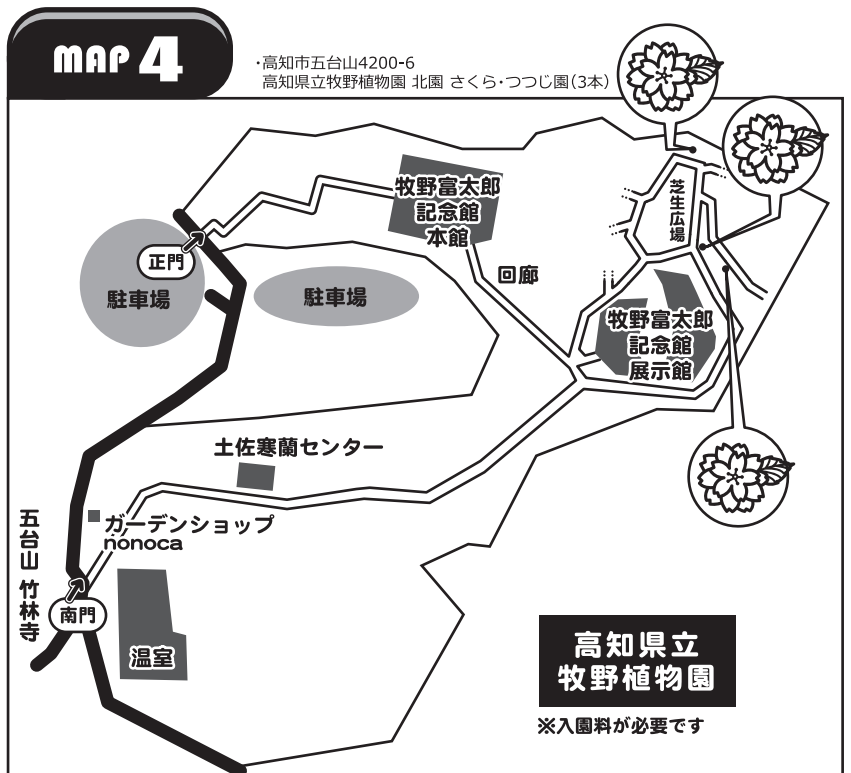 MAP 4
・高知市五台山4200-6
高知県立牧野植物園 北園 さくら・つつじ園(3本)
牧野富太郎
記念館
本館
芝生広場
正門
駐車場
駐車場
回廊
牧野富太郎
記念館
展示館
土佐寒蘭センター
ガーデンショップ
nonoca
五台山 竹林寺
南門
温室
高知県立
牧野植物園
※入園料が必要です